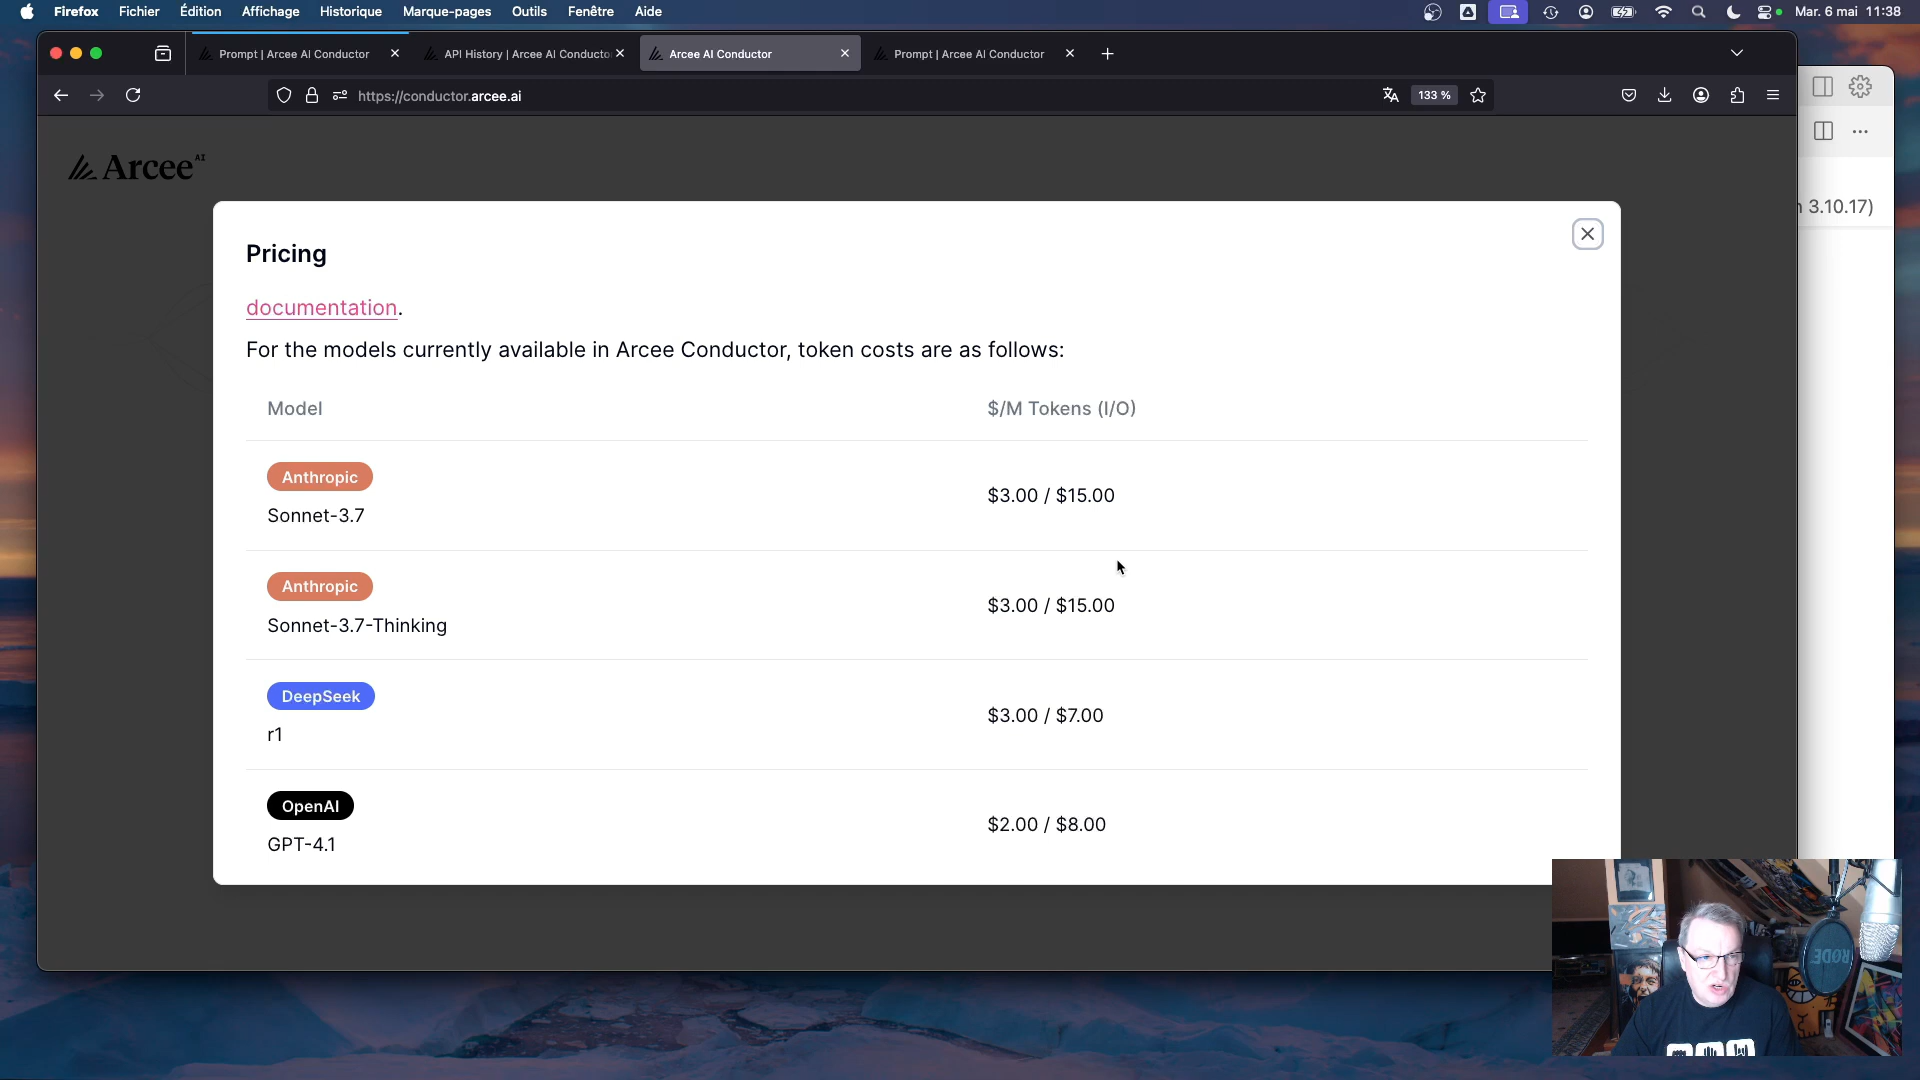 Firefox Fichier Édition Affichage Historique Marque-pages Outils Fenêtre Aide Mar. 6 mai 11:38
Prompt | Arcee AI Conductor
API History | Arcee AI Conducto
Arcee AI Conductor
Prompt | Arcee AI Conductor
https://conductor.arcee.ai
133 %
Arcee AI
3.10.17)
Pricing
documentation.
For the models currently available in Arcee Conductor, token costs are as follows:
Model $/M Tokens (I/O)
Anthropic
Sonnet-3.7
$3.00 / $15.00
Anthropic
Sonnet-3.7-Thinking
$3.00 / $15.00
DeepSeek
r1
$3.00 / $7.00
OpenAI
GPT-4.1
$2.00 / $8.00
RØDE